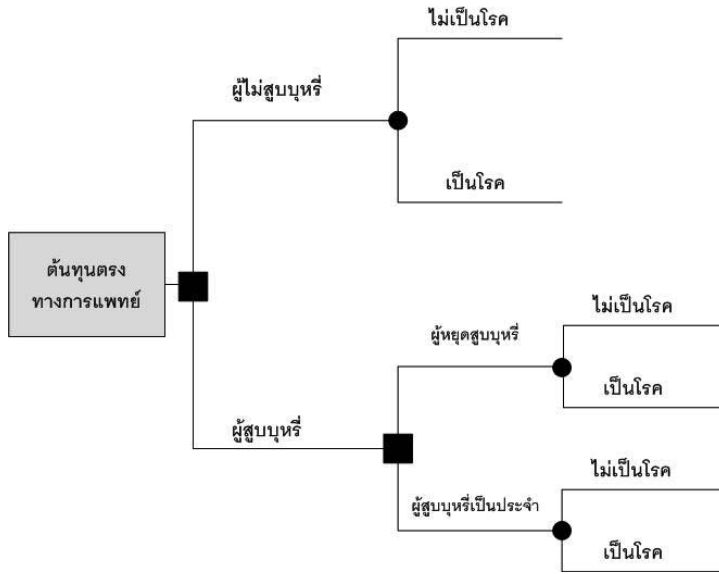 ไม่เป็นโรค
ผู้ไม่สูบบุหรี่
เป็นโรค
ต้นทุนตรง
ทางการแพทย์
ไม่เป็นโรค
ผู้หยุดสูบบุหรี่
เป็นโรค
ผู้สูบบุหรี่
ไม่เป็นโรค
ผู้สูบบุหรี่เป็นประจำ
เป็นโรค